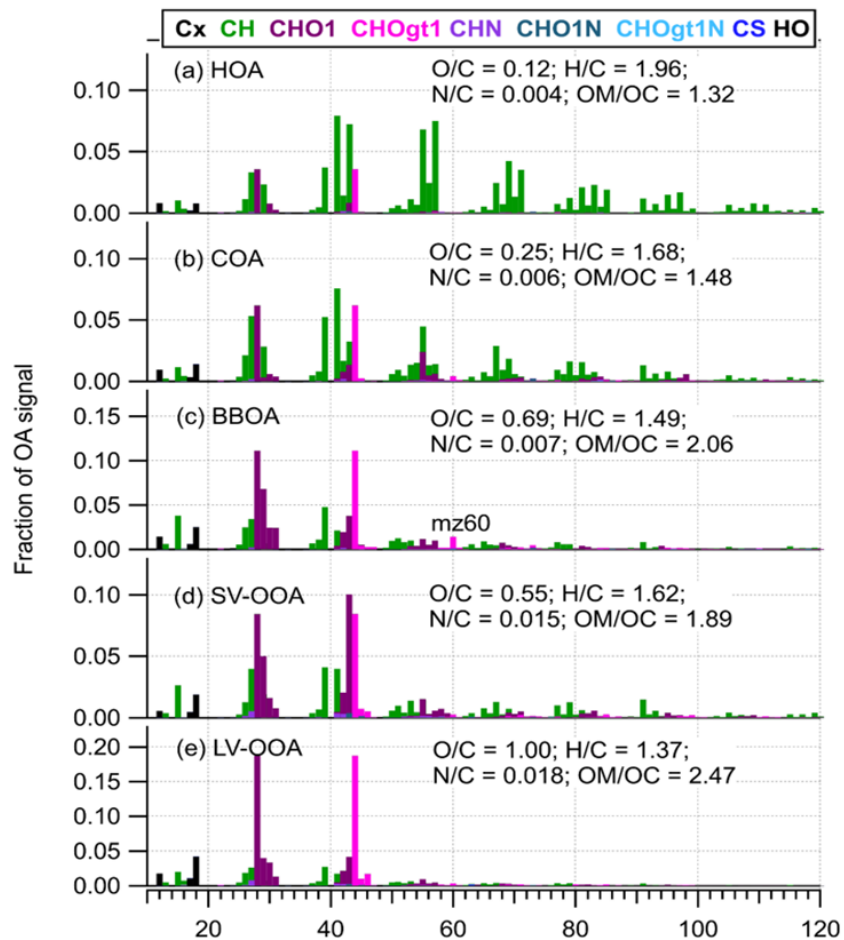 Cx CH CHO1 CHOgt1 CHN CHO1N CHOgt1N CS HO
(a) HOA
O/C = 0.12; H/C = 1.96;
N/C = 0.004; OM/OC = 1.32
0.10
0.05
0.00
(b) COA
O/C = 0.25; H/C = 1.68;
N/C = 0.006; OM/OC = 1.48
0.10
0.05
0.00
(c) BBOA
O/C = 0.69; H/C = 1.49;
N/C = 0.007; OM/OC = 2.06
0.15
0.10
0.05
0.00
mz60
Fraction of OA signal
(d) SV-OOA
O/C = 0.55; H/C = 1.62;
N/C = 0.015; OM/OC = 1.89
0.10
0.05
0.00
(e) LV-OOA
O/C = 1.00; H/C = 1.37;
N/C = 0.018; OM/OC = 2.47
0.20
0.15
0.10
0.05
0.00
20 40 60 80 100 120